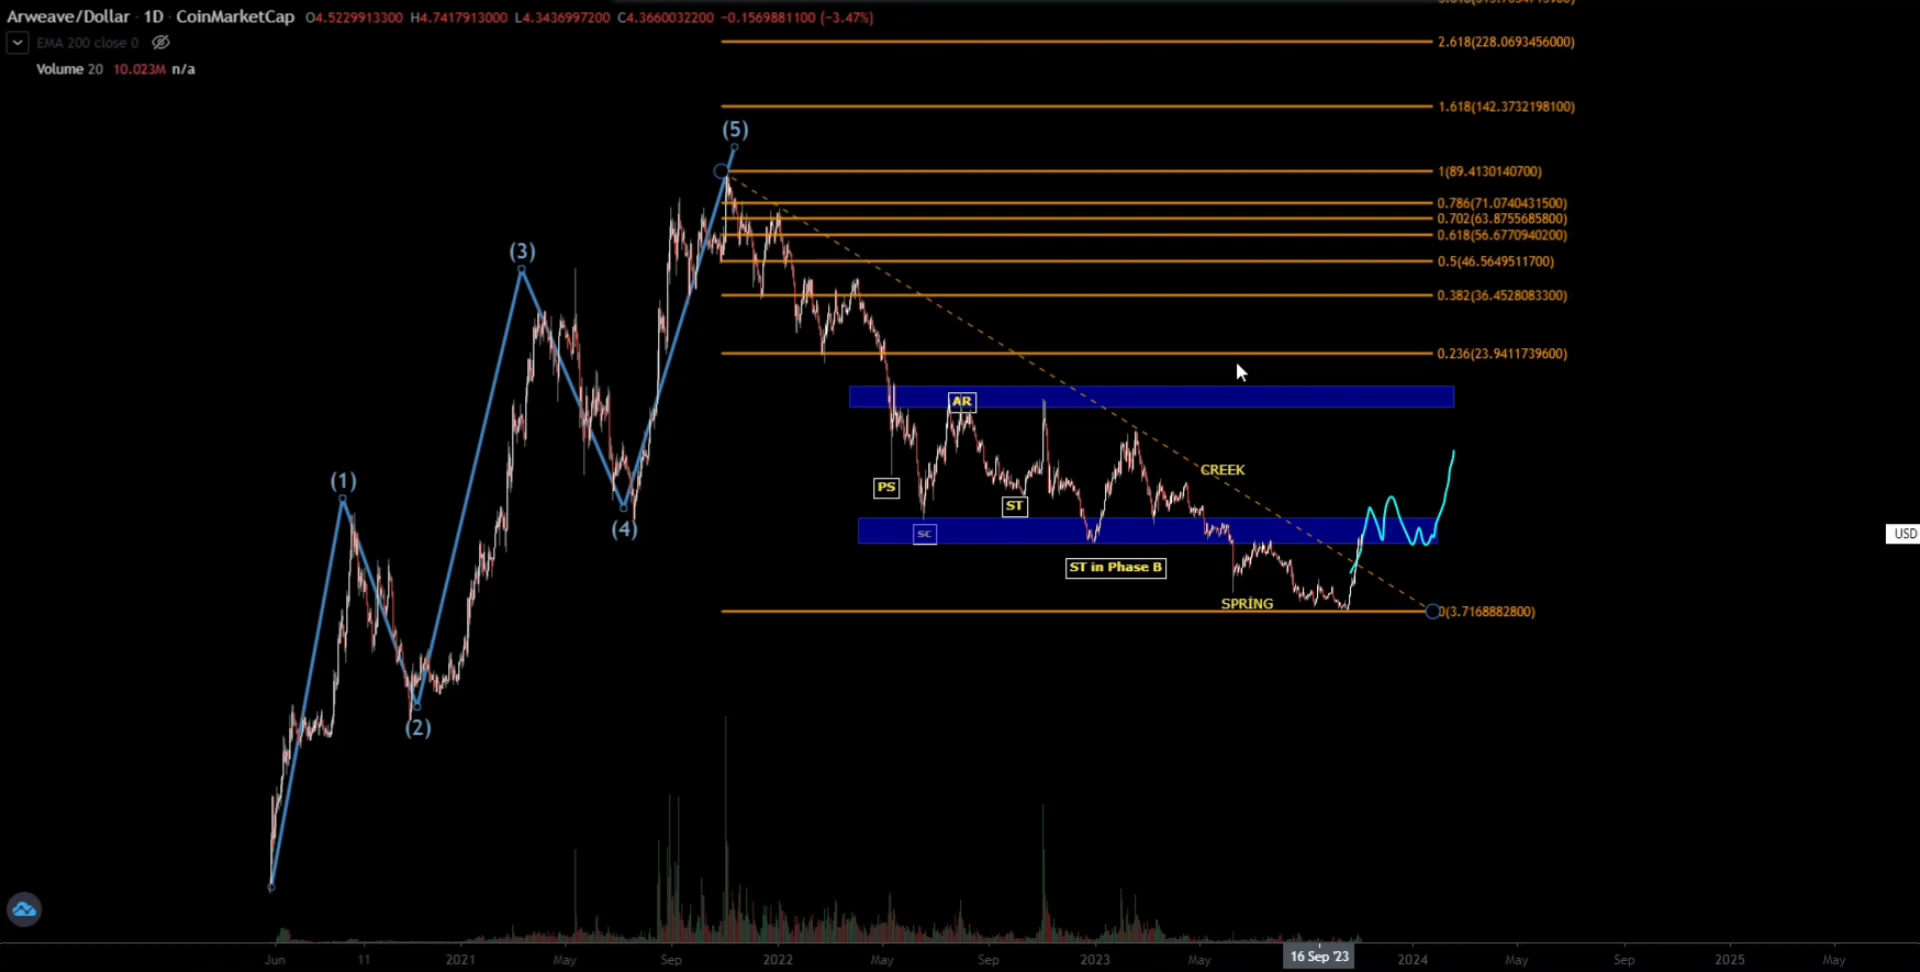 Arweave/Dollar · 1D · CoinMarketCap O4.5229913300 H4.7417913000 L4.3436997200 C4.3660032200 −0.1569881100 (−3.47%)
EMA 200 close 0
Volume 20 10.023M n/a
2.618(228.0693456000)
1.618(142.3732198100)
(5)
1(89.4130140700)
0.786(71.0740431500)
0.702(63.8755685800)
0.618(56.6770940200)
(3)
0.5(46.5649511700)
0.382(36.4528083300)
0.236(23.9411739600)
AR
CREEK
(1)
PS
ST
(4)
SC
USD
ST in Phase B
SPRİNG
0(3.7168882800)
(2)
Jun 11 2021 May Sep 2022 May Sep 2023 May 16 Sep '23 2024 May Sep 2025 May